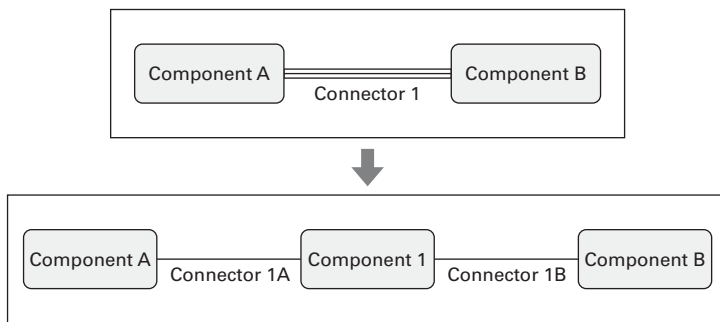 Component A
Component B
Connector 1
Component A
Component 1
Component B
Connector 1A
Connector 1B